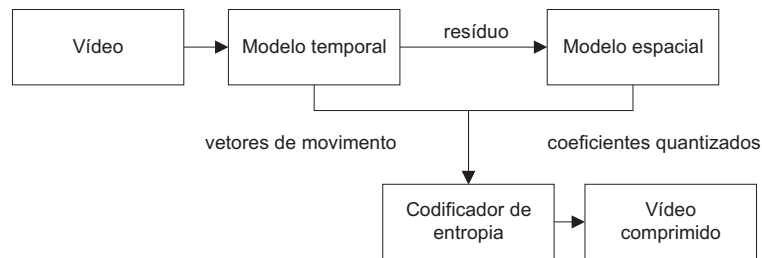 Vídeo
Modelo temporal
resíduo
Modelo espacial
vetores de movimento
coeficientes quantizados
Codificador de
entropia
Vídeo
comprimido